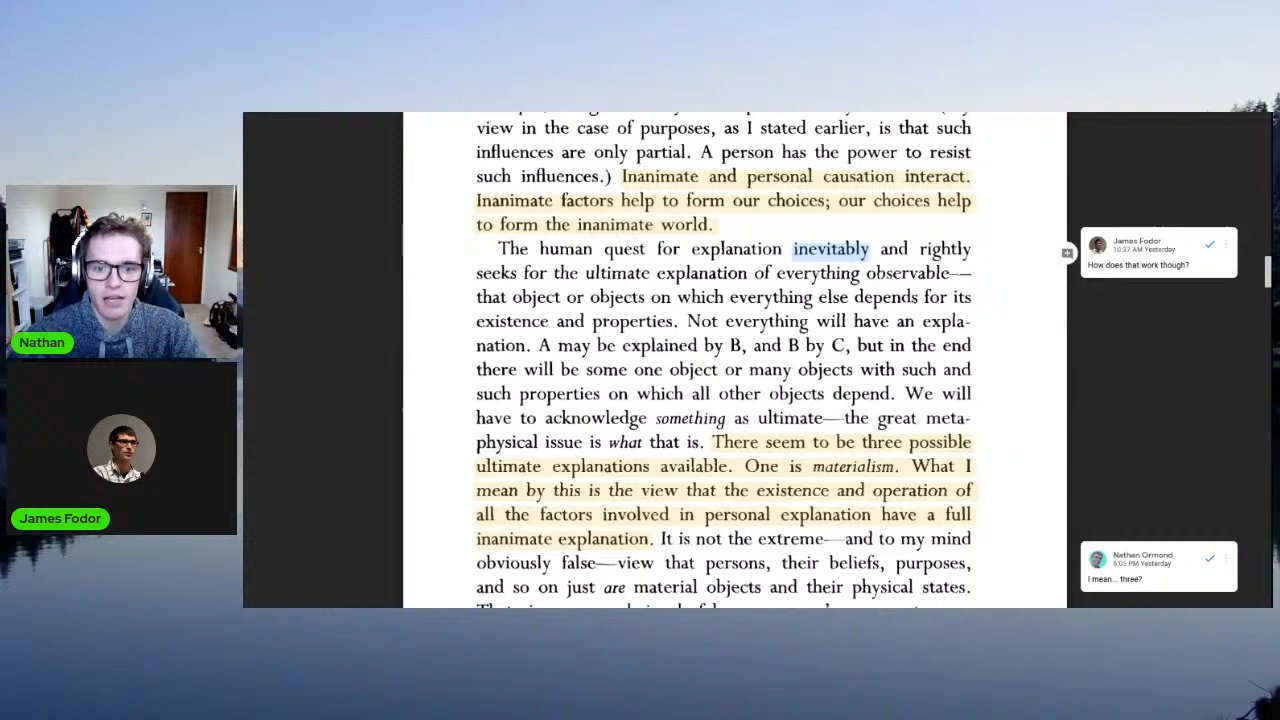 view in the case of purposes, as I stated earlier, is that such
influences are only partial. A person has the power to resist
such influences.) Inanimate and personal causation interact.
Inanimate factors help to form our choices; our choices help
to form the inanimate world.
The human quest for explanation inevitably and rightly
seeks for the ultimate explanation of everything observable—
that object or objects on which everything else depends for its
existence and properties. Not everything will have an expla-
nation. A may be explained by B, and B by C, but in the end
there will be some one object or many objects with such and
such properties on which all other objects depend. We will
have to acknowledge something as ultimate—the great meta-
physical issue is what that is. There seem to be three possible
ultimate explanations available. One is materialism. What I
mean by this is the view that the existence and operation of
all the factors involved in personal explanation have a full
inanimate explanation. It is not the extreme—and to my mind
obviously false—view that persons, their beliefs, purposes,
and so on just are material objects and their physical states.
James Fodor
10:37 AM Yesterday
How does that work though?
Nathan Ormond
5:05 PM Yesterday
I mean... three?
Nathan
James Fodor